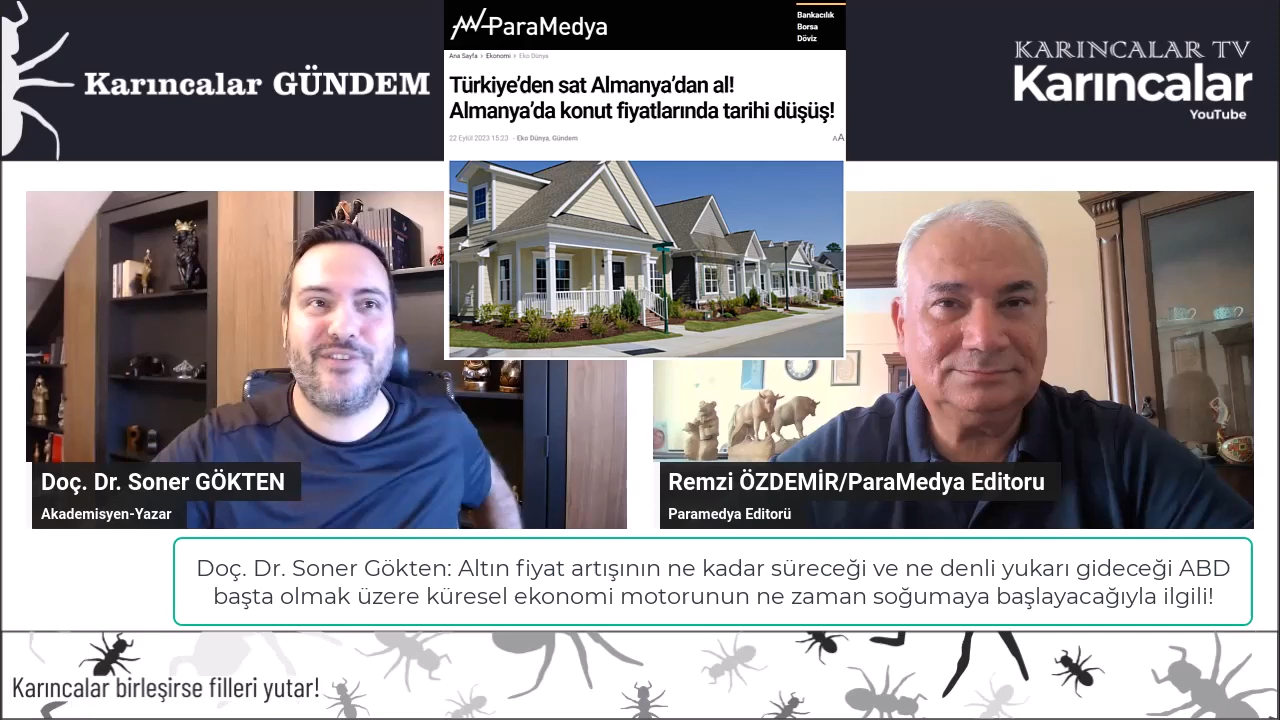 Karıncalar GÜNDEM
ParaMedya
Bankacılık
Borsa
Döviz
Ana Sayfa > Ekonomi > Eko Dünya
Türkiye’den sat Almanya’dan al!
Almanya’da konut fiyatlarında tarihi düşüş!
22 Eylül 2023 15:23 - Eko Dünya, Gündem
AA
KARINCALAR TV
Karıncalar
YouTube
Doç. Dr. Soner GÖKTEN
Akademisyen-Yazar
Remzi ÖZDEMİR/ParaMedya Editoru
Paramedya Editorü
Doç. Dr. Soner Gökten: Altın fiyat artışının ne kadar süreceği ve ne denli yukarı gideceği ABD
başta olmak üzere küresel ekonomi motorunun ne zaman soğumaya başlayacağıyla ilgili!
Karıncalar birleşirse filleri yutar!